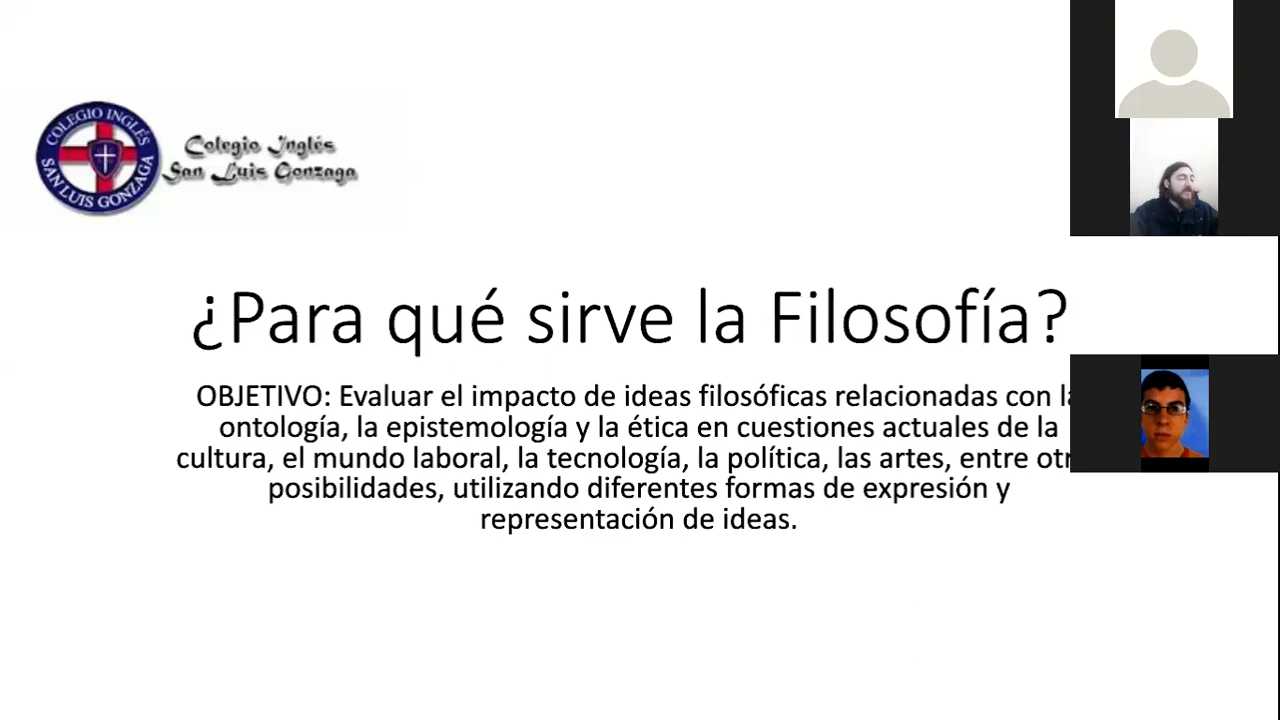 COLEGIO INGLÉS
SAN LUIS GONZAGA
Colegio Inglés
San Luis Gonzaga
¿Para qué sirve la Filosofía?
OBJETIVO: Evaluar el impacto de ideas filosóficas relacionadas con la
ontología, la epistemología y la ética en cuestiones actuales de la
cultura, el mundo laboral, la tecnología, la política, las artes, entre
posibilidades, utilizando diferentes formas de expresión y
representación de ideas.